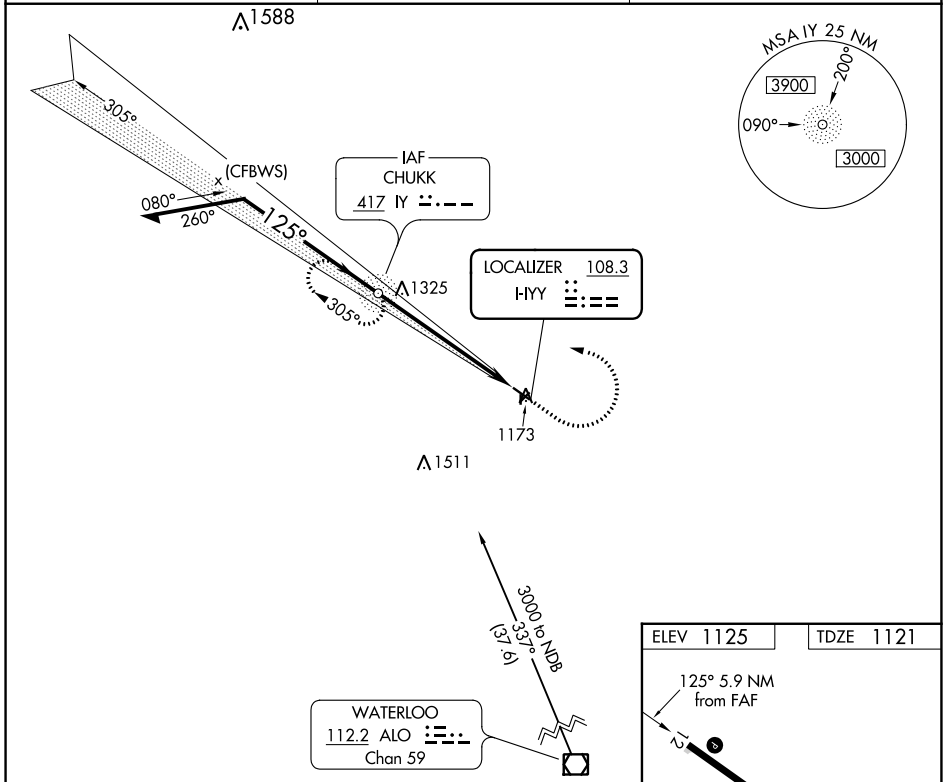 1588
MSA IY 25 NM
3900
200°
090°
3000
305°
(CFBWS)
080°
260°
125°
IAF
CHUKK
417 IY
1325
305°
LOCALIZER 108.3
I-IYY
1173
1511
3000 to NDB
337°
(37.6)
WATERLOO
112.2 ALO
Chan 59
ELEV 1125
TDZE 1121
125° 5.9 NM
from FAF
12
P